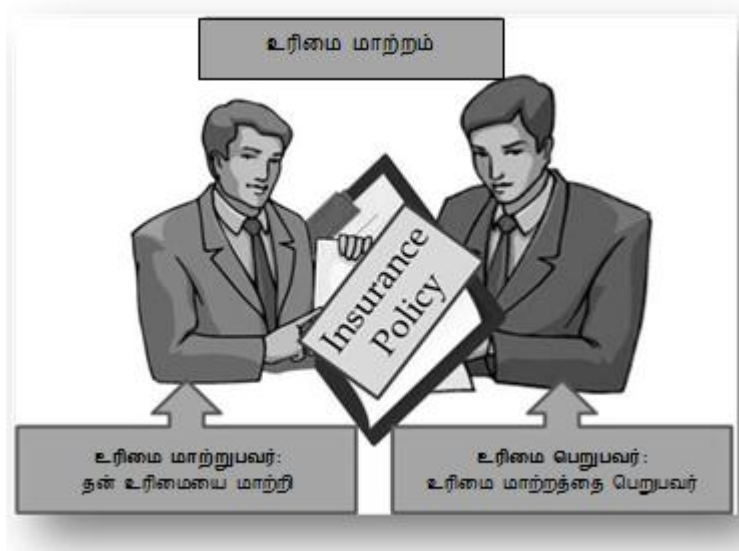 உரிமை மாற்றம்
Insurance
Policy
உரிமை மாற்றுபவர்:
தன் உரிமையை மாற்றி
உரிமை பெறுபவர்:
உரிமை மாற்றத்தை பெறுபவர்